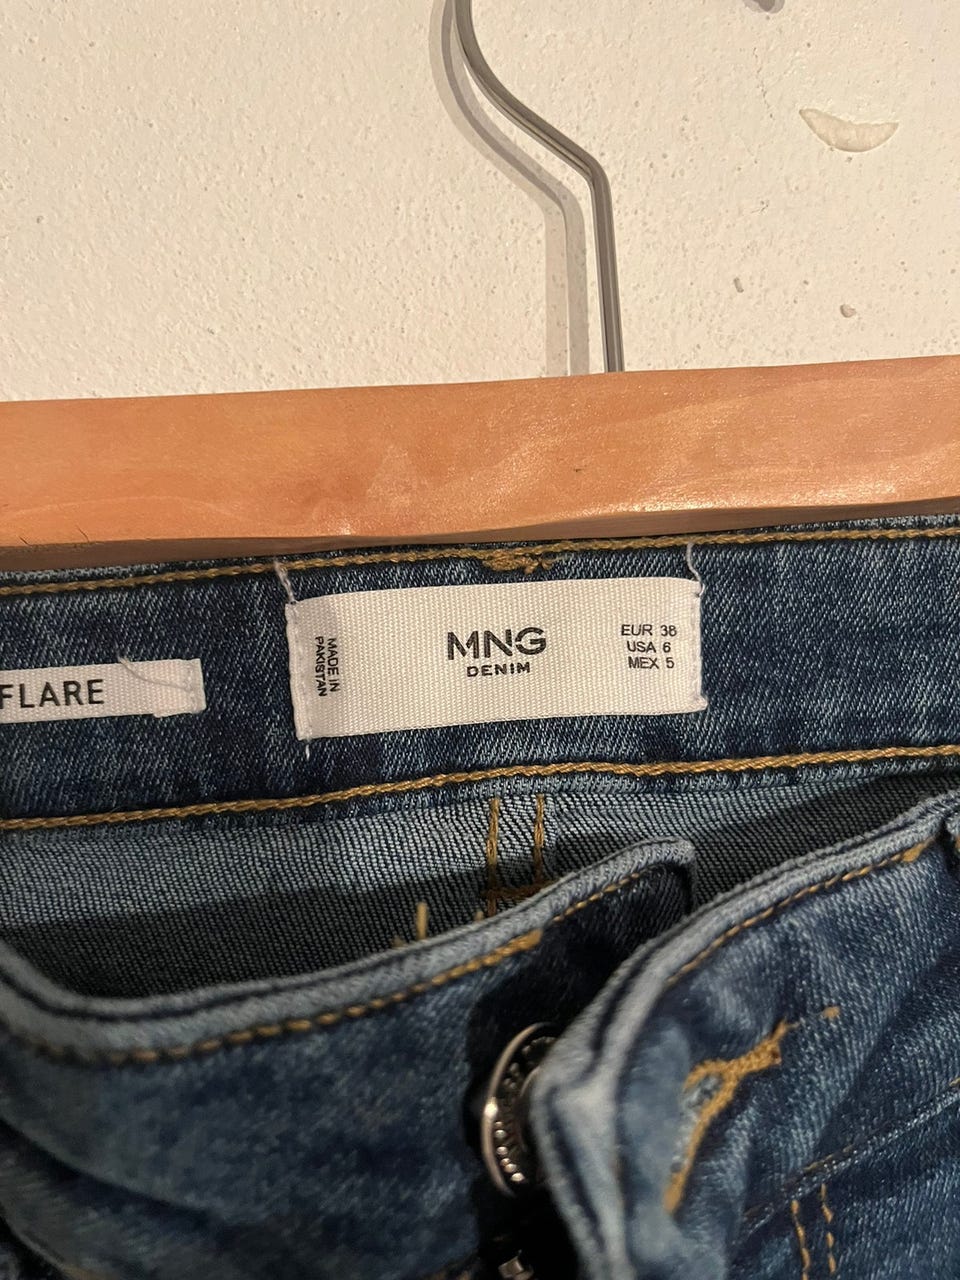 FLARE
MADE IN
PAKISTAN
MNG
DENIM
EUR 38
USA 6
MEX 5